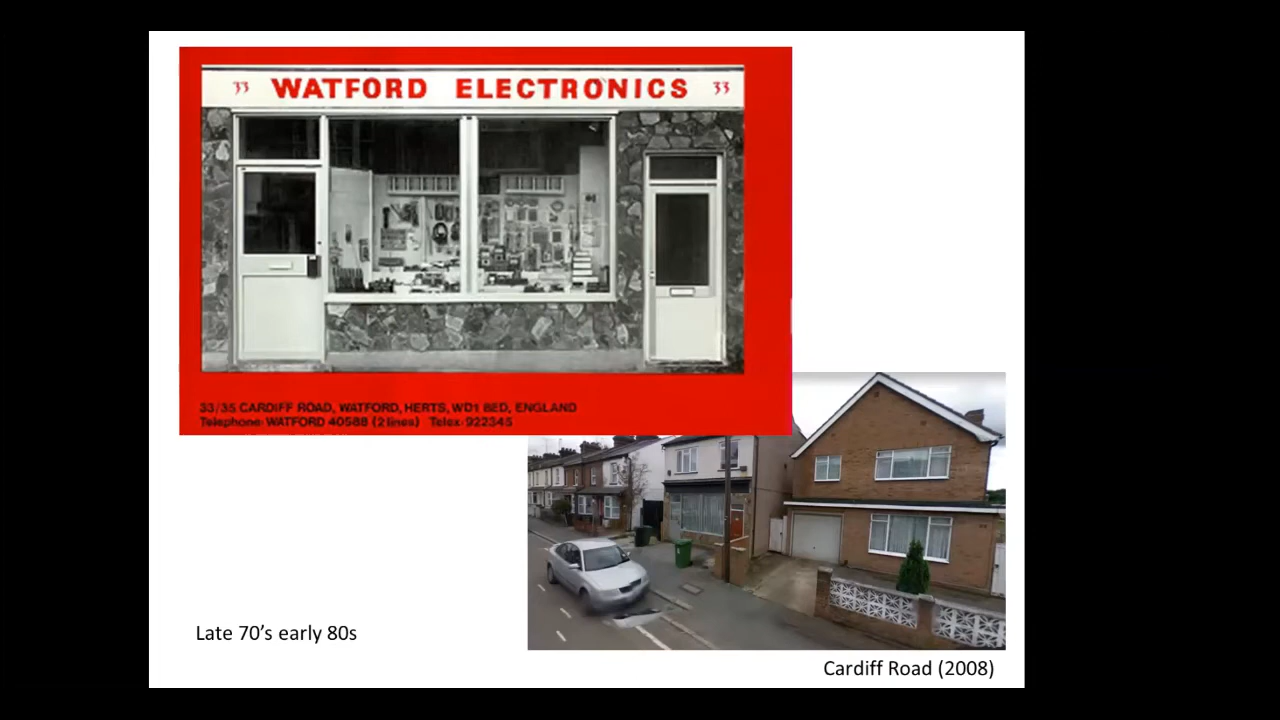 33 WATFORD ELECTRONICS 33
33/35 CARDIFF ROAD, WATFORD, HERTS, WD1 8ED, ENGLAND
Telephone: WATFORD 40588 (2 lines) Telex: 922345
Late 70's early 80s
Cardiff Road (2008)